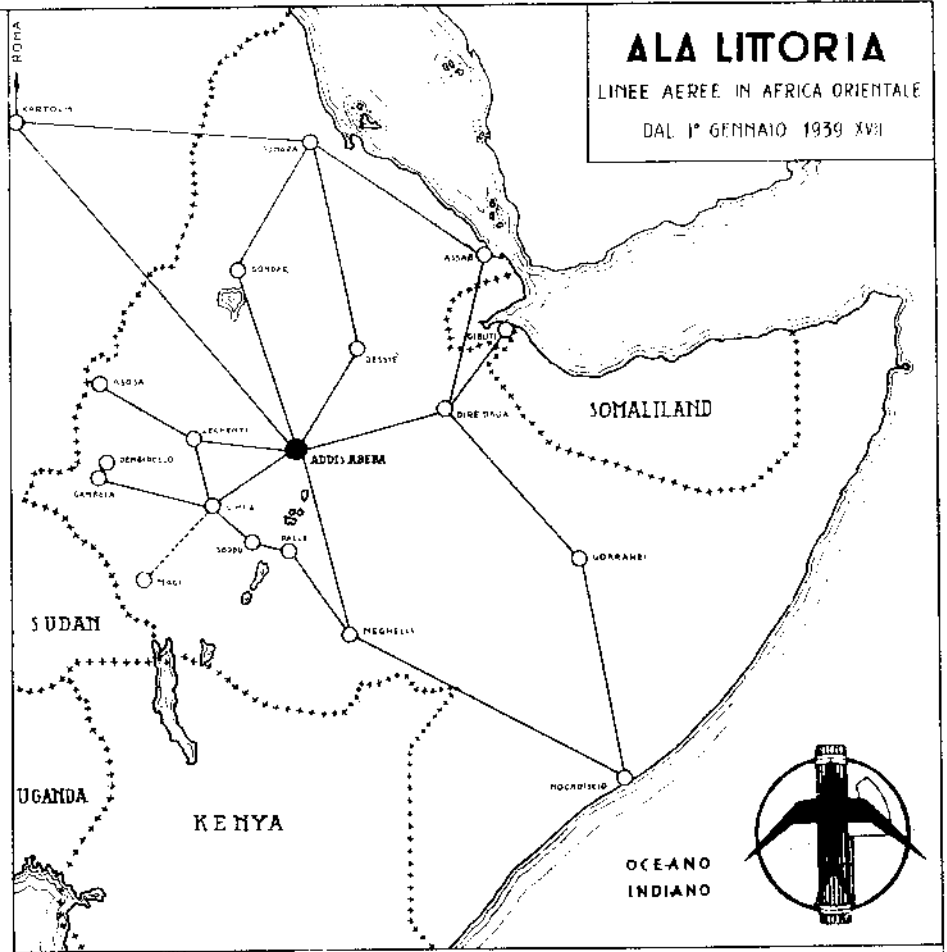 ALA LITTORIA
LINEE AEREE IN AFRICA ORIENTALE
DAL 1° GENNAIO 1939 XVII
ROMA
KARTOUM
ASMARA
GONDAR
ASSAB
GIBUTI
DESSIÈ
ASOSA
DIRE DAUA
SOMALILAND
LECHEMTI
ADDIS ABEBA
DEMBIDOLLO
GAMBELA
GIMMA
SODDU
DALLE
GORRAHEI
MAGI
SUDAN
NEGHELLI
MOGADISCIO
UGANDA
KENYA
OCEANO
INDIANO